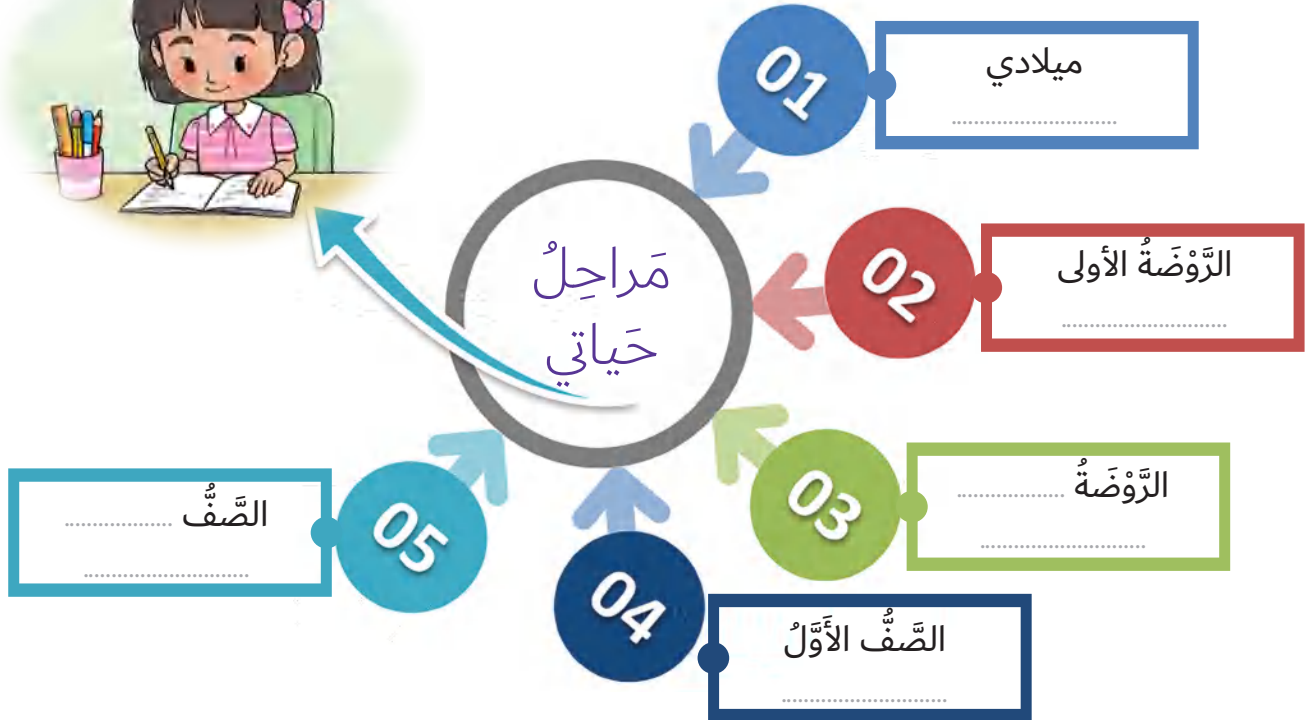 01
ميلادي
...........................
02
الرَّوْضَةُ الأولى
...........................
مَراحِلُ
حَياتي
03
الرَّوْضَةُ ..................
...........................
04
الصَّفُّ الأَوَّلُ
...........................
05
الصَّفُّ ..................
...........................